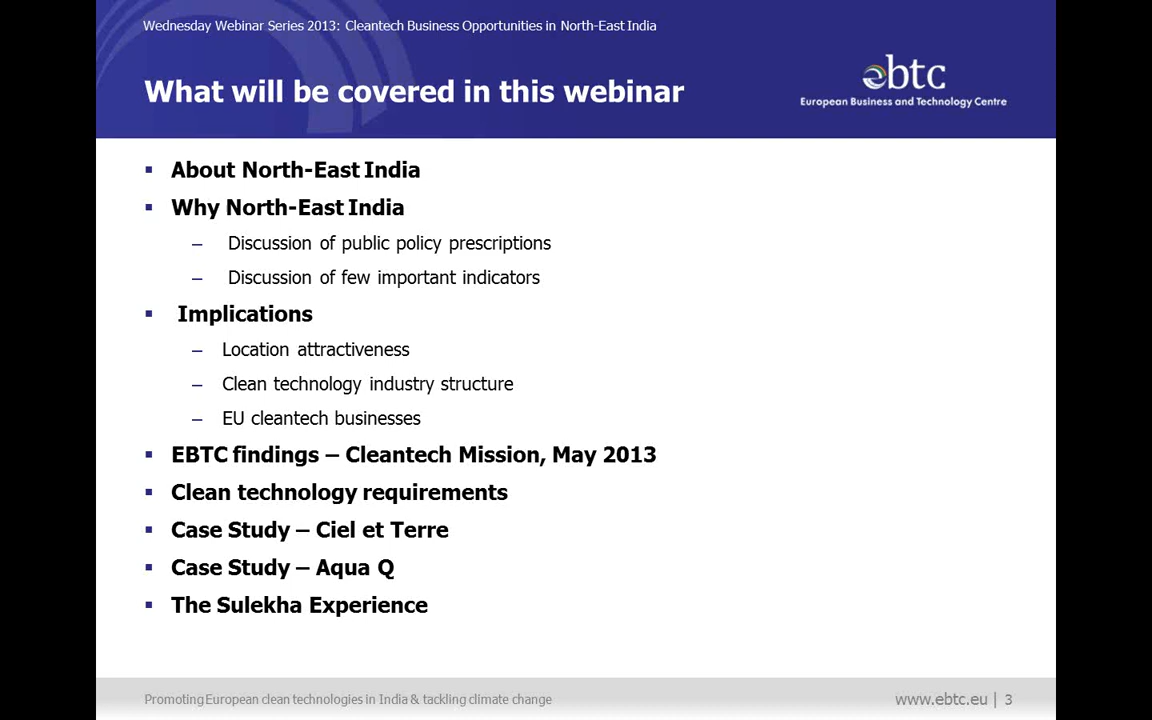 Wednesday Webinar Series 2013: Cleantech Business Opportunities in North-East India
What will be covered in this webinar
ebtc
European Business and Technology Centre
▪ About North-East India
▪ Why North-East India
– Discussion of public policy prescriptions
– Discussion of few important indicators
▪ Implications
– Location attractiveness
– Clean technology industry structure
– EU cleantech businesses
▪ EBTC findings – Cleantech Mission, May 2013
▪ Clean technology requirements
▪ Case Study – Ciel et Terre
▪ Case Study – Aqua Q
▪ The Sulekha Experience
Promoting European clean technologies in India & tackling climate change
www.ebtc.eu | 3